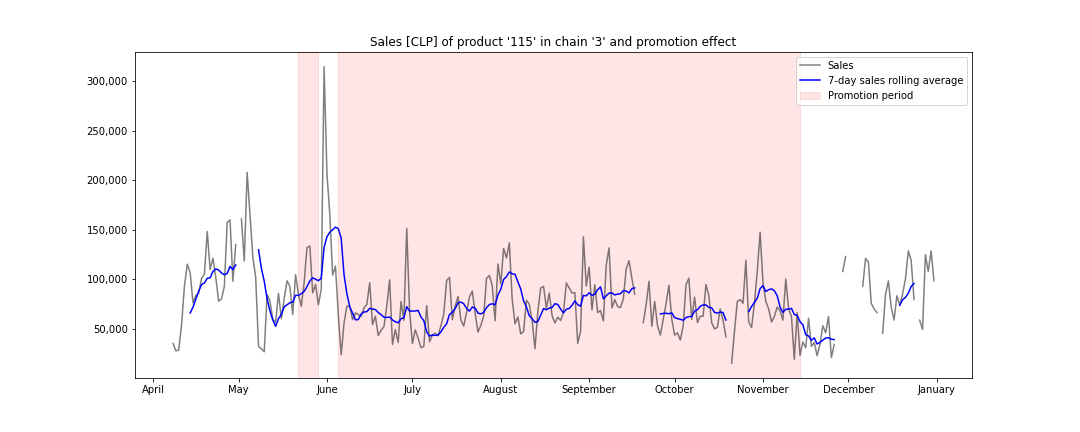 Sales [CLP] of product '115' in chain '3' and promotion effect
Sales
7-day sales rolling average
Promotion period
300,000
250,000
200,000
150,000
100,000
50,000
April May June July August September October November December January